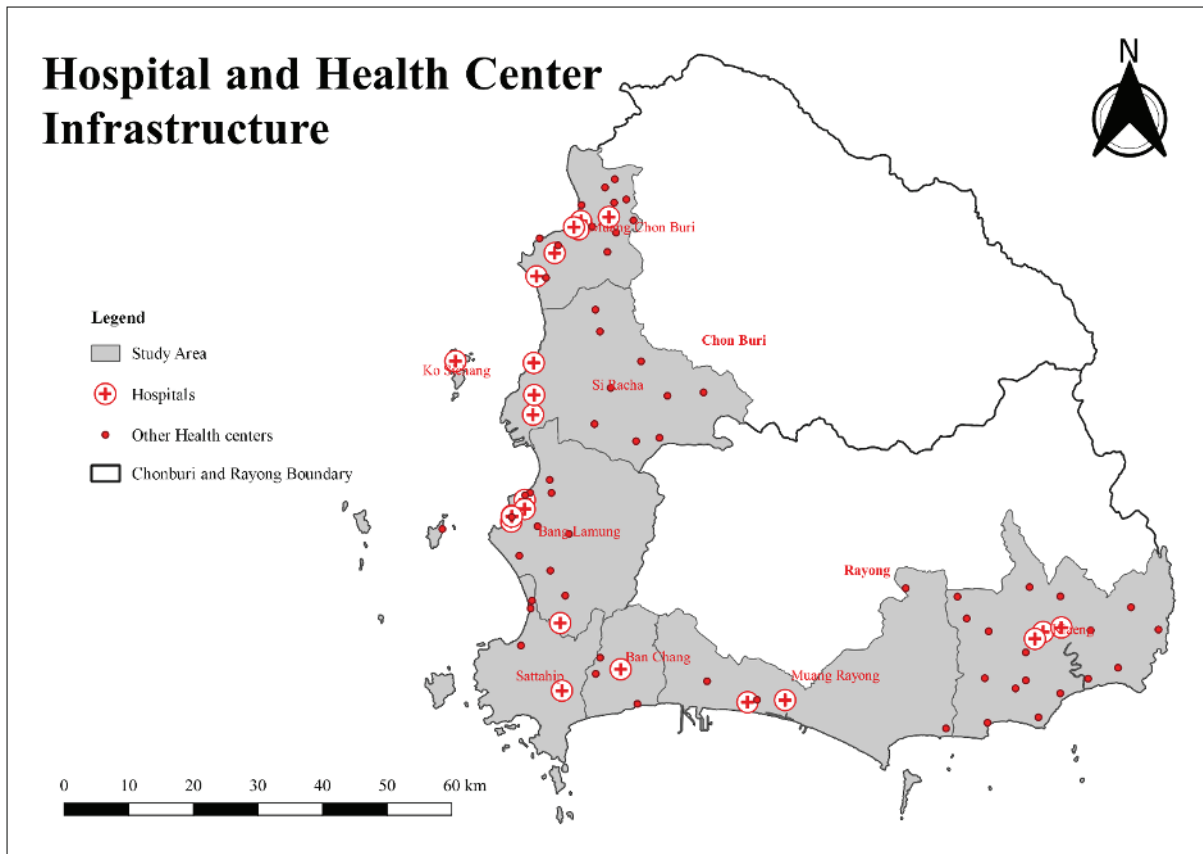 Hospital and Health Center
Infrastructure
N
Muang Chon Buri
Legend
Study Area
Hospitals
Other Health centers
Chonburi and Rayong Boundary
Chon Buri
Ko Sichang
Si Racha
Bang Lamung
Rayong
Ban Chang
Sattahip
Muang Rayong
0 10 20 30 40 50 60 km